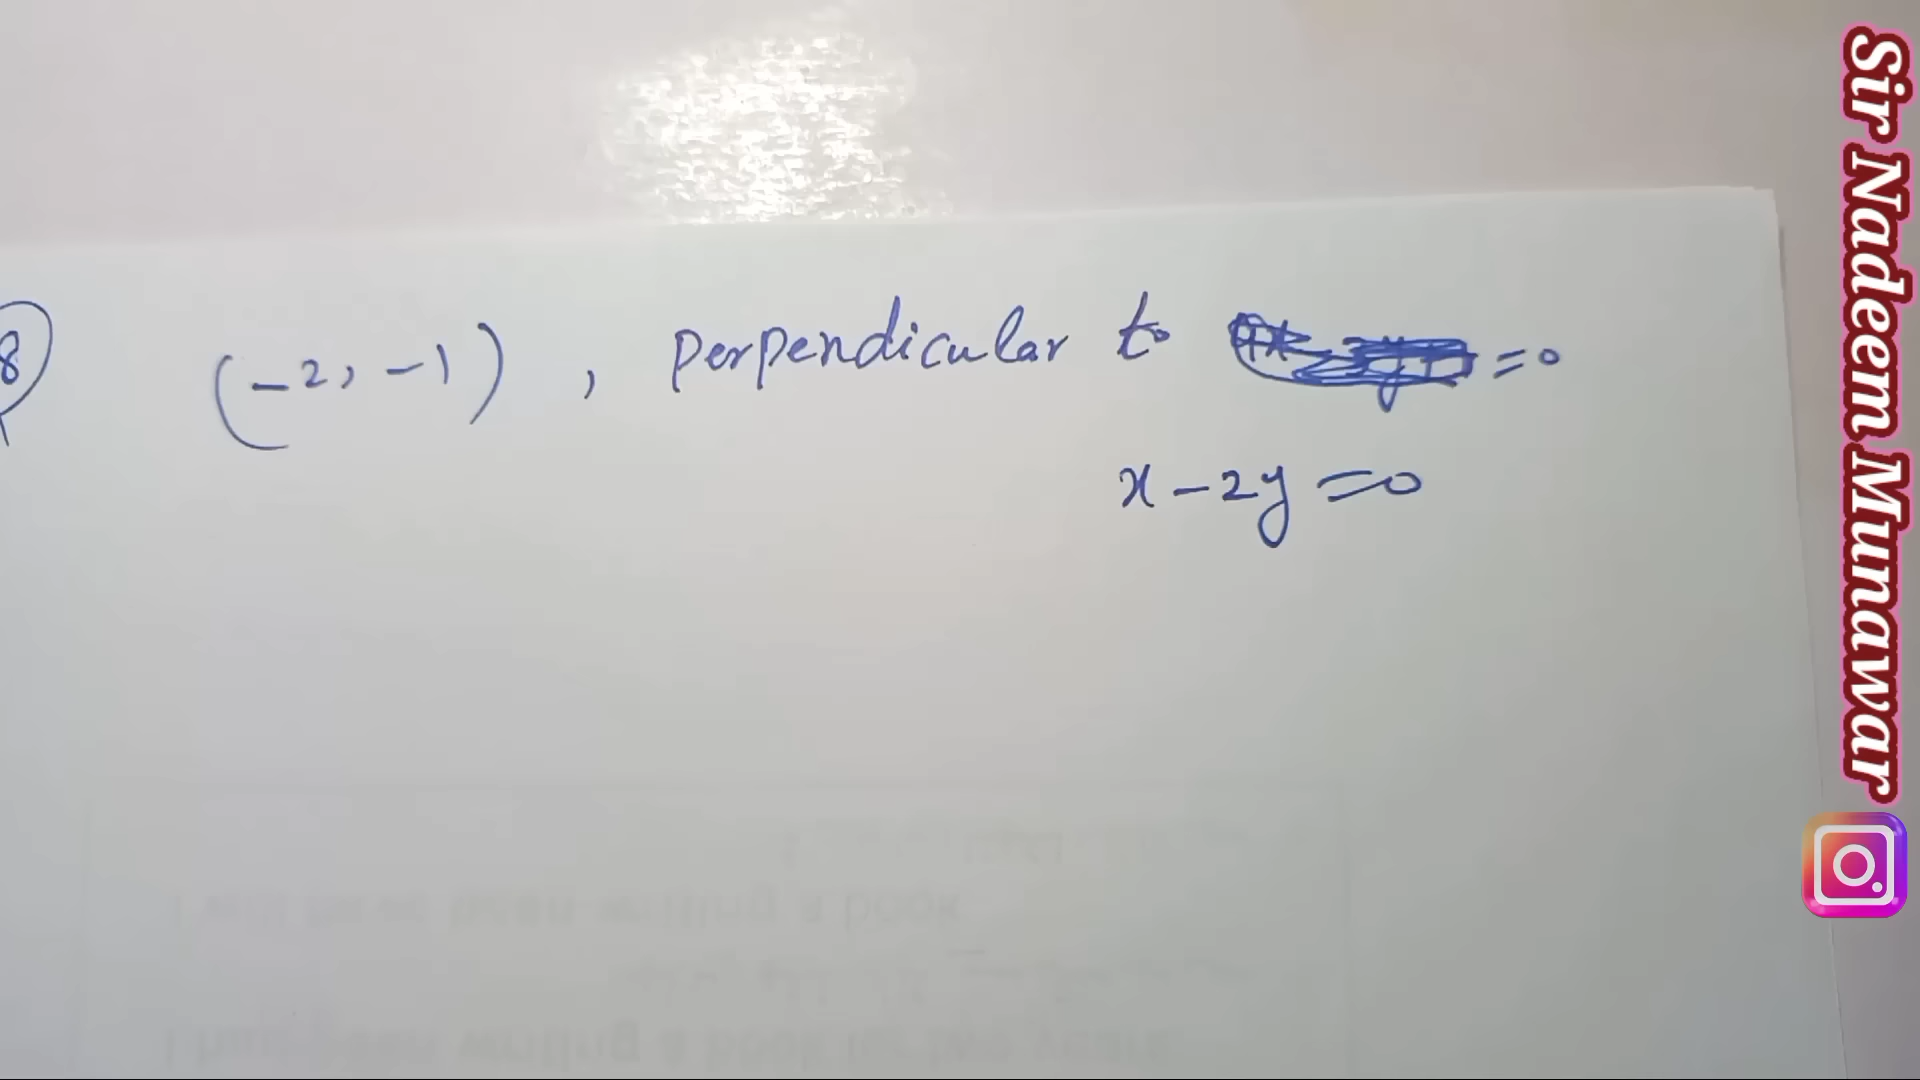 8 (-2, -1), perpendicular to =0
x-2y=0
Sir Nadeem Munawar